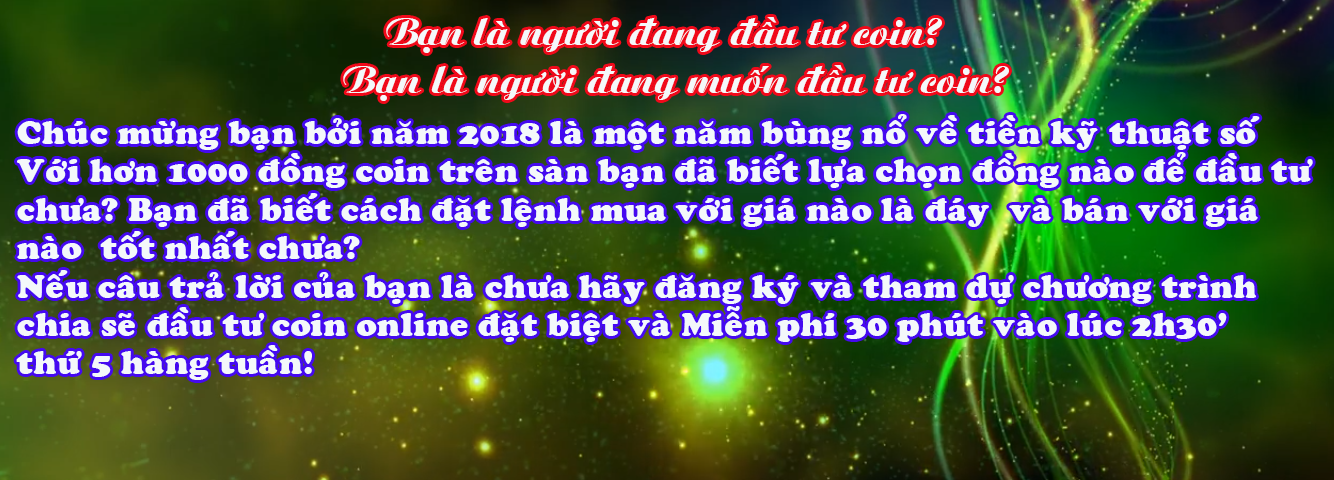 Bạn là người đang đầu tư coin?
Bạn là người đang muốn đầu tư coin?
Chúc mừng bạn bởi năm 2018 là một năm bùng nổ về tiền kỹ thuật số
Với hơn 1000 đồng coin trên sàn bạn đã biết lựa chọn đồng nào để đầu tư
chưa? Bạn đã biết cách đặt lệnh mua với giá nào là đáy  và bán với giá
nào  tốt nhất chưa?
Nếu câu trả lời của bạn là chưa hãy đăng ký và tham dự chương trình
chia sẽ đầu tư coin online đặt biệt và Miễn phí 30 phút vào lúc 2h30’
thứ 5 hàng tuần!